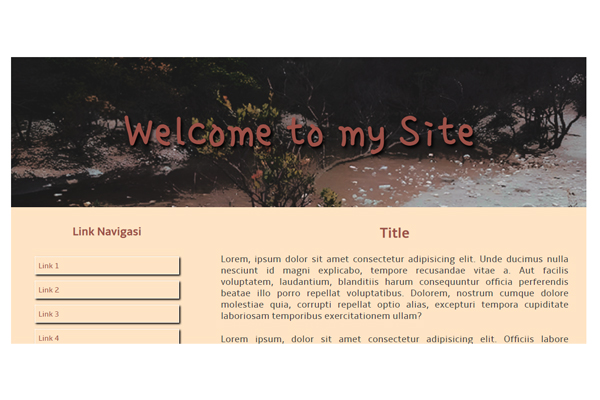 Welcome to my Site
Link Navigasi
Link 1
Link 2
Link 3
Link 4
Title
Lorem, ipsum dolor sit amet consectetur adipisicing elit. Unde ducimus nulla
nesciunt id magni explicabo, tempore recusandae vitae a. Aut facilis
voluptatem, laudantium, blanditiis harum consequuntur officia perferendis
beatae illo porro repellat voluptatibus. Dolorem, nostrum cumque dolore
molestiae quia, corrupti repellat optio alias, excepturi tempora cupiditate
laboriosam temporibus exercitationem ullam?
Lorem ipsum, dolor sit amet consectetur adipisicing elit. Officiis labore